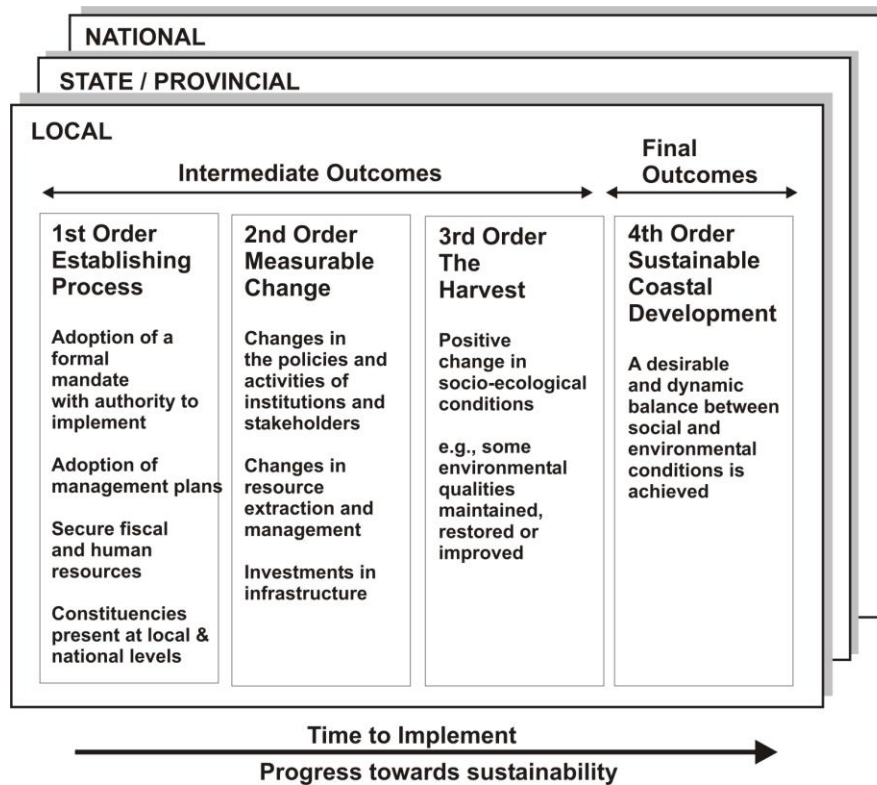 NATIONAL
STATE / PROVINCIAL
LOCAL
Intermediate Outcomes
Final
Outcomes
1st Order
Establishing
Process
Adoption of a
formal
mandate
with authority to
implement
Adoption of
management plans
Secure fiscal
and human
resources
Constituencies
present at local &
national levels
2nd Order
Measurable
Change
Changes in
the policies and
activities of
institutions and
stakeholders
Changes in
resource
extraction and
management
Investments in
infrastructure
3rd Order
The
Harvest
Positive
change in
socio-ecological
conditions
e.g., some
environmental
qualities
maintained,
restored or
improved
4th Order
Sustainable
Coastal
Development
A desirable
and dynamic
balance between
social and
environmental
conditions is
achieved
Time to Implement
Progress towards sustainability